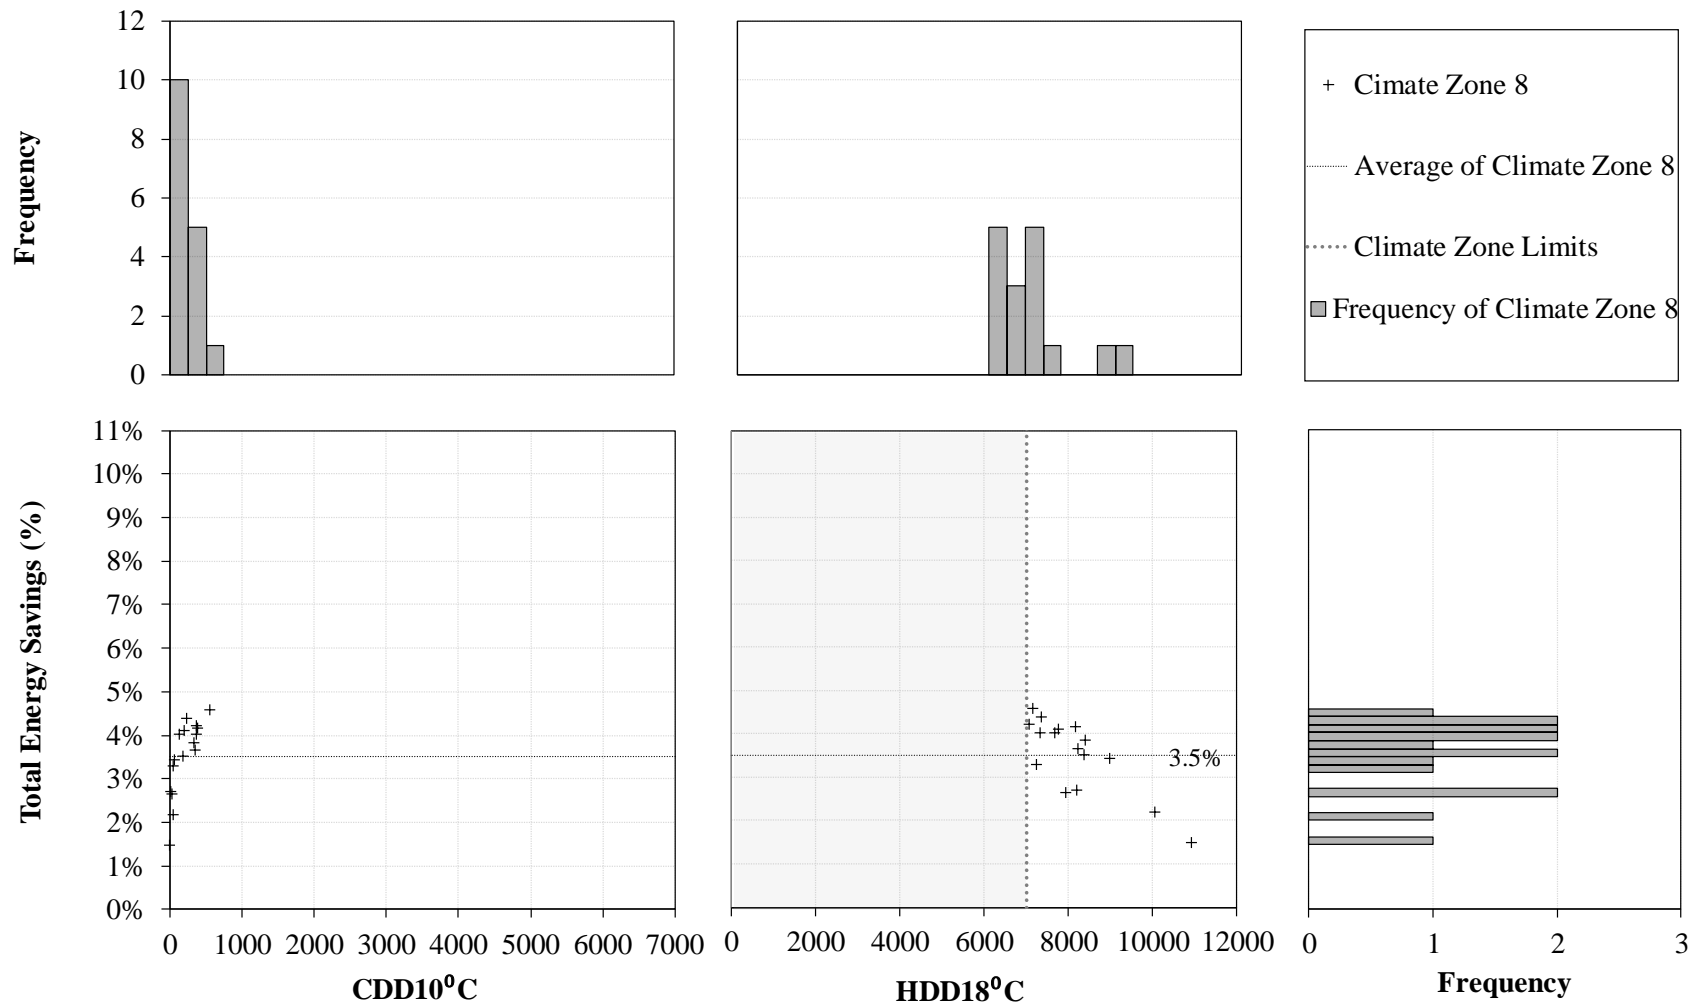 12
10
8
6
4
2
0
Frequency
Cimate Zone 8
Average of Climate Zone 8
Climate Zone Limits
Frequency of Climate Zone 8
11%
10%
9%
8%
7%
6%
5%
4%
3%
2%
1%
0%
Total Energy Savings (%)
0 1000 2000 3000 4000 5000 6000 7000
CDD10⁰C
3.5%
0 2000 4000 6000 8000 10000 12000
HDD18⁰C
0 1 2 3
Frequency